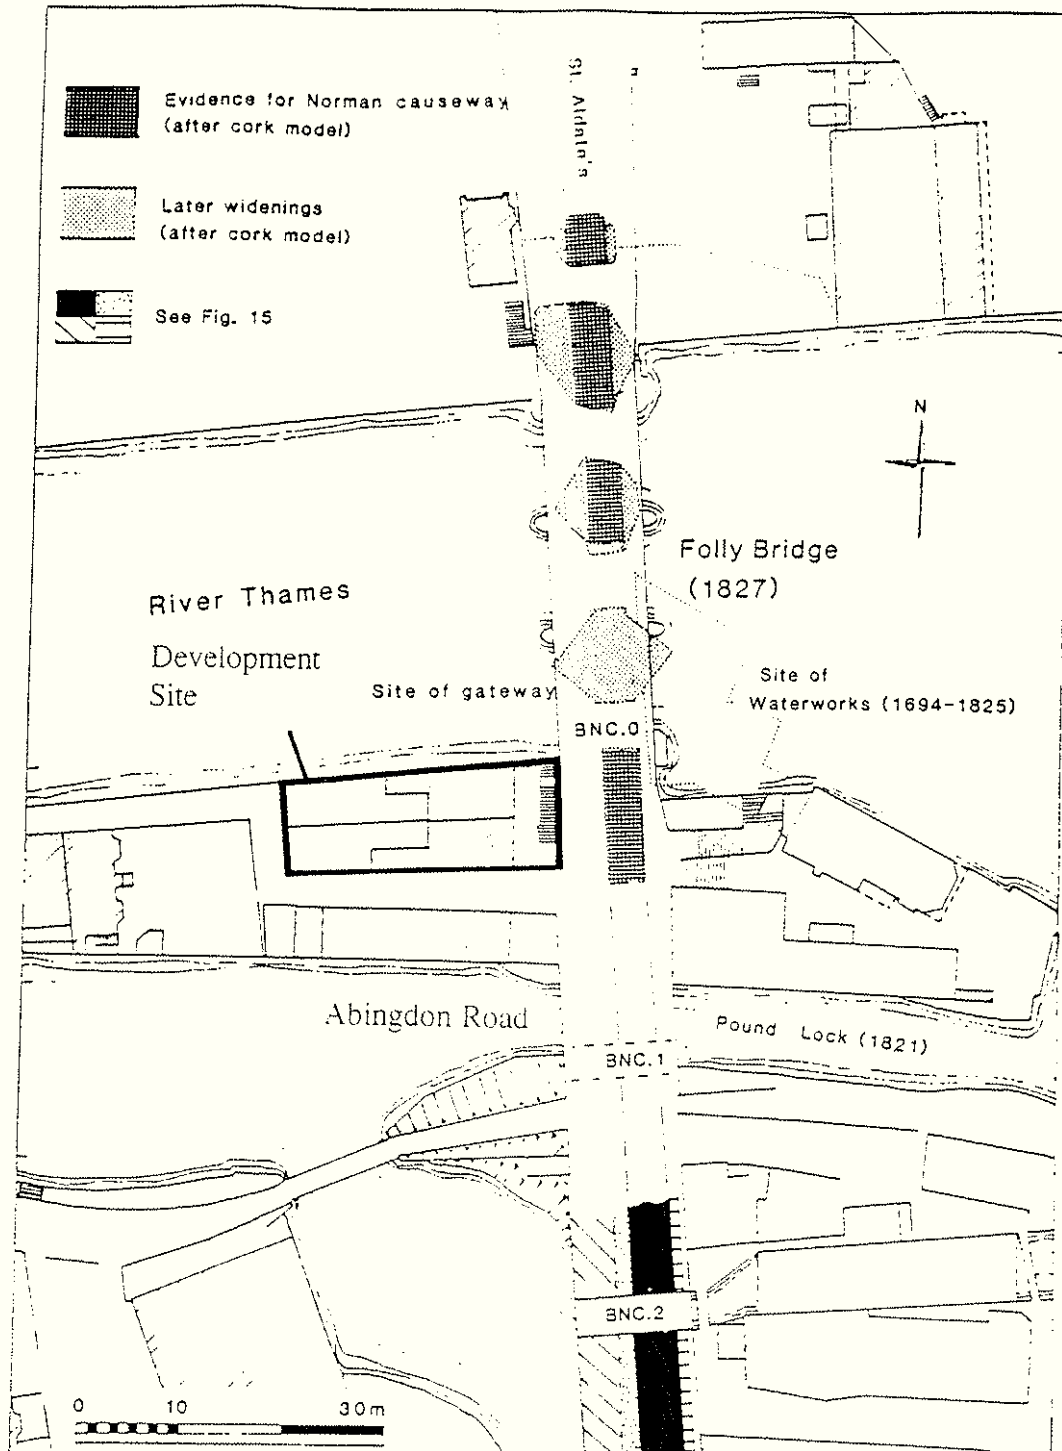 Evidence for Norman causeway
(after cork model)
Later widenings
(after cork model)
See Fig. 15
St. Aldate's
N
Folly Bridge
(1827)
River Thames
Development
Site
Site of gateway
Site of
Waterworks (1694-1825)
BNC.0
Abingdon Road
Pound Lock (1821)
BNC.1
BNC.2
0 10 30m